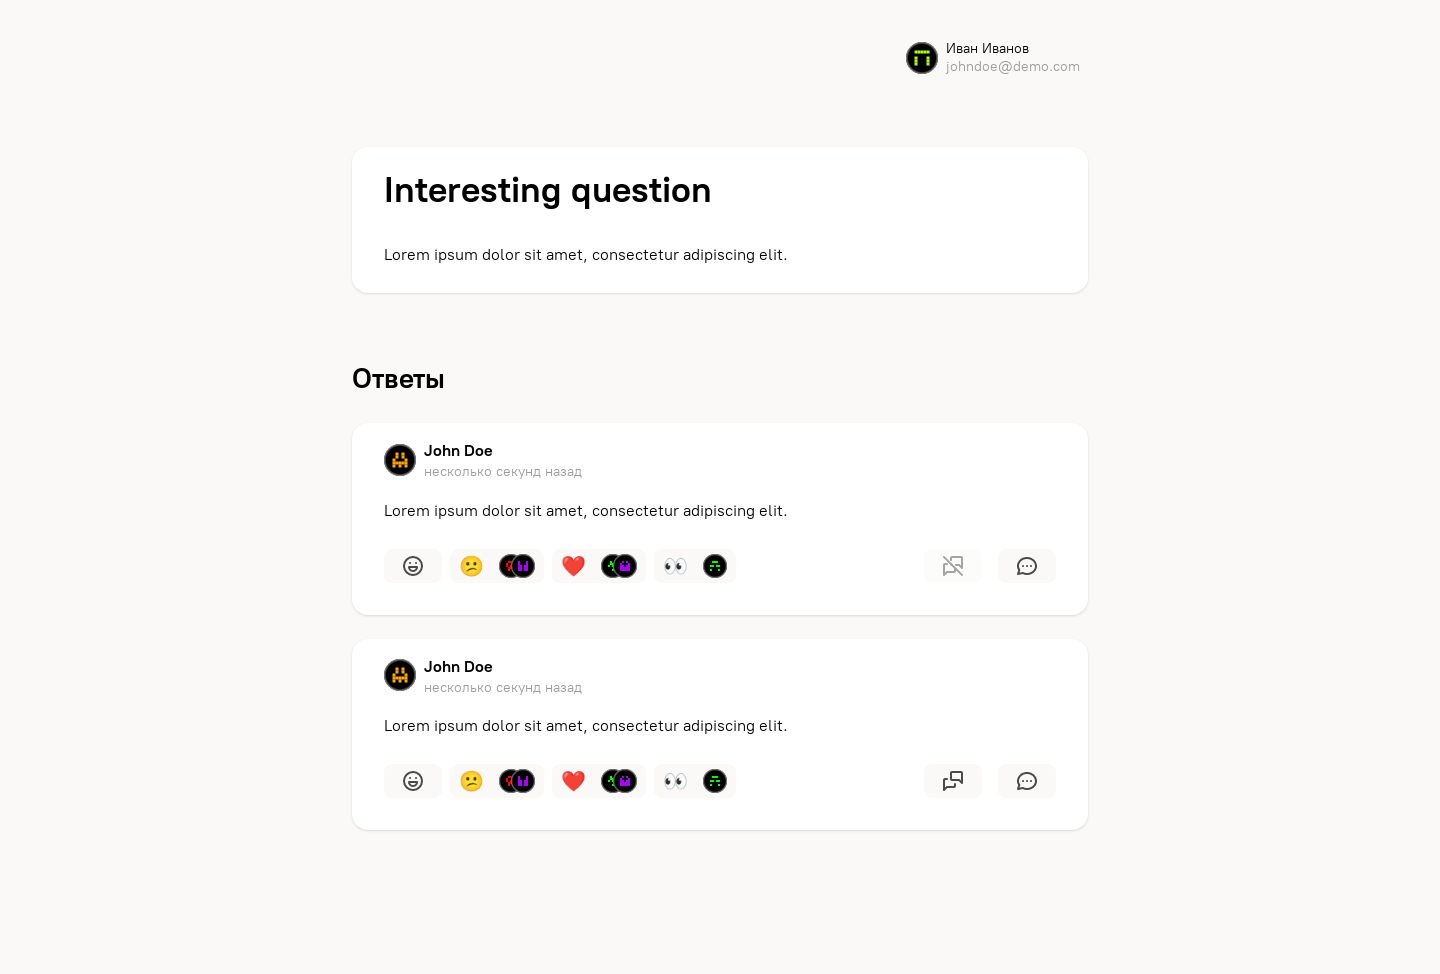 Иван Иванов
johndoe@demo.com
Interesting question
Lorem ipsum dolor sit amet, consectetur adipiscing elit.
Ответы
John Doe
несколько секунд назад
Lorem ipsum dolor sit amet, consectetur adipiscing elit.
John Doe
несколько секунд назад
Lorem ipsum dolor sit amet, consectetur adipiscing elit.